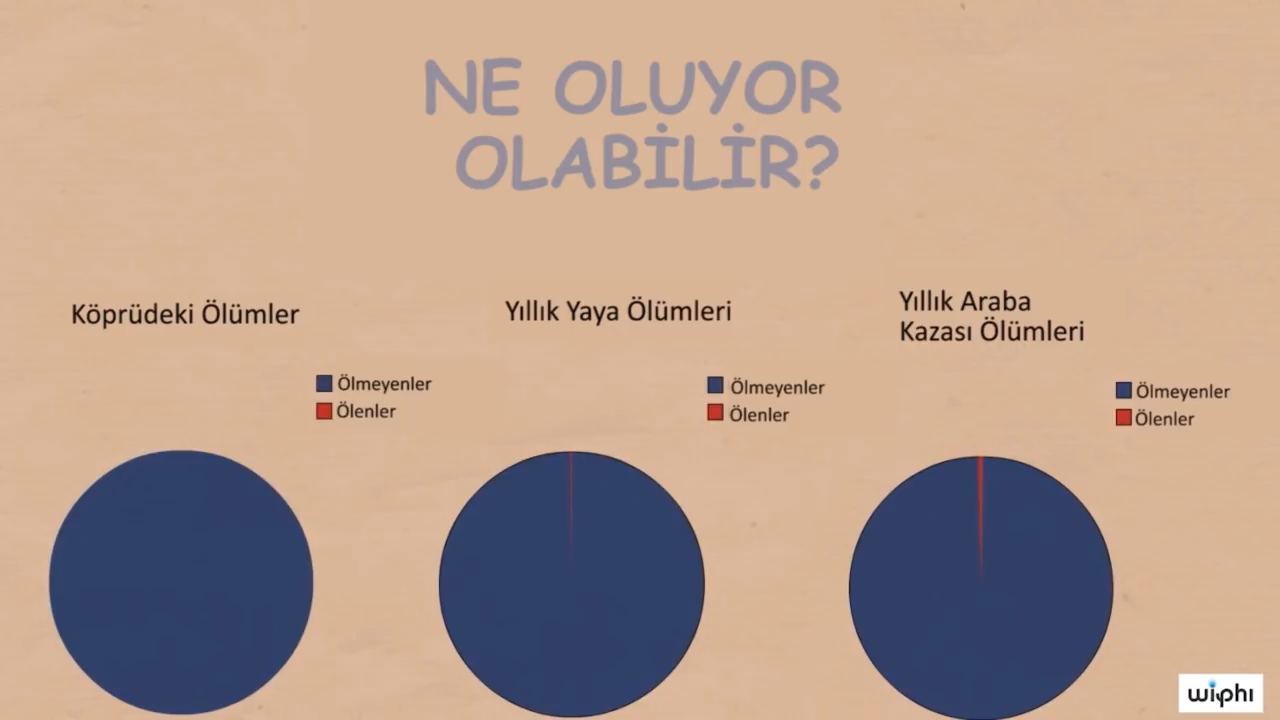 NE OLUYOR
OLABİLİR?
Köprüdeki Ölümler
Ölmeyenler
Ölenler
Yıllık Yaya Ölümleri
Ölmeyenler
Ölenler
Yıllık Araba
Kazası Ölümleri
Ölmeyenler
Ölenler
wiphi